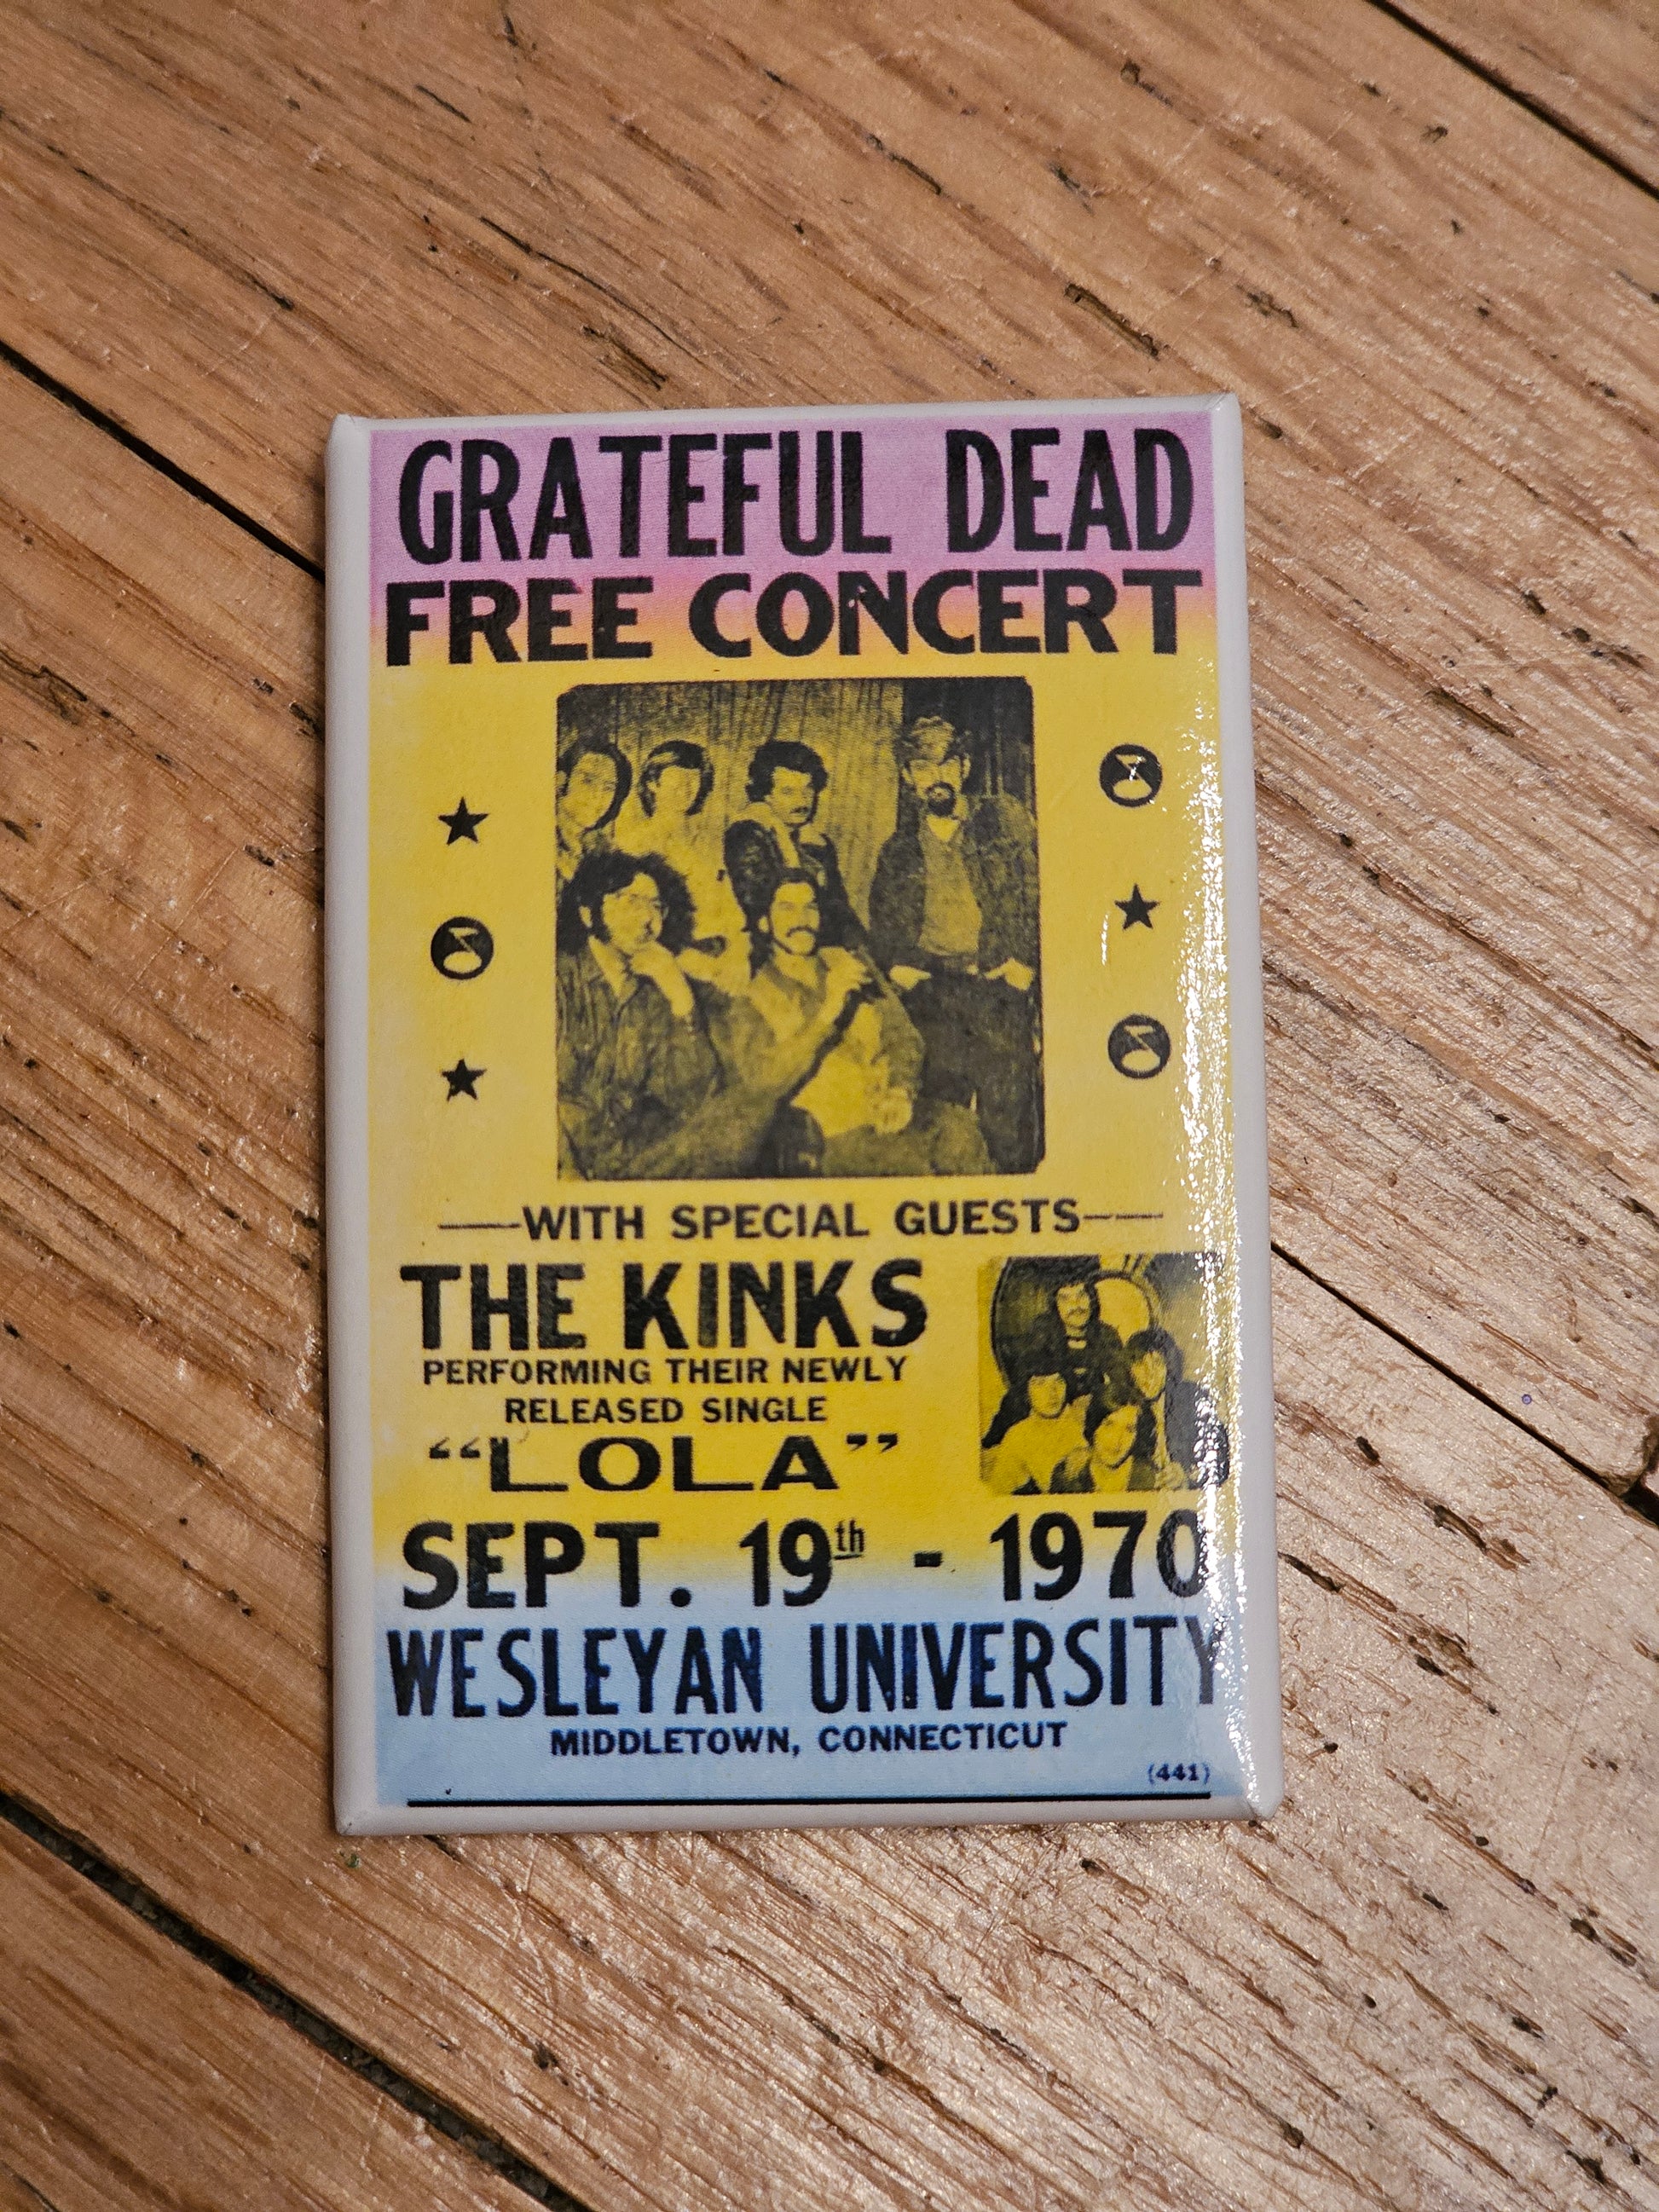 GRATEFUL DEAD
FREE CONCERT
—WITH SPECIAL GUESTS—
THE KINKS
PERFORMING THEIR NEWLY
RELEASED SINGLE
“LOLA”
SEPT. 19th - 1970
WESLEYAN UNIVERSITY
MIDDLETOWN, CONNECTICUT
(441)